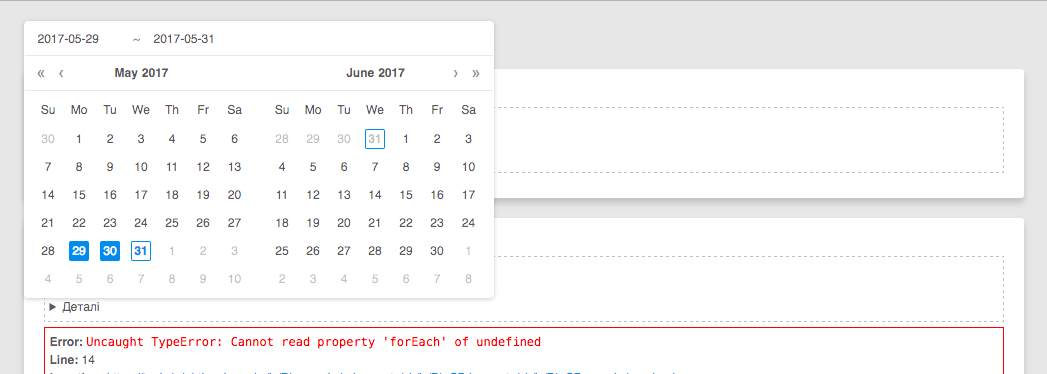 2017-05-29 ~ 2017-05-31
« ‹ May 2017 June 2017 › »
Su Mo Tu We Th Fr Sa Su Mo Tu We Th Fr Sa
30 1 2 3 4 5 6 28 29 30 31 1 2 3
7 8 9 10 11 12 13 4 5 6 7 8 9 10
14 15 16 17 18 19 20 11 12 13 14 15 16 17
21 22 23 24 25 26 27 18 19 20 21 22 23 24
28 29 30 31 1 2 3 25 26 27 28 29 30 1
4 5 6 7 8 9 10 2 3 4 5 6 7 8
Деталі
Error: Uncaught TypeError: Cannot read property 'forEach' of undefined
Line: 14